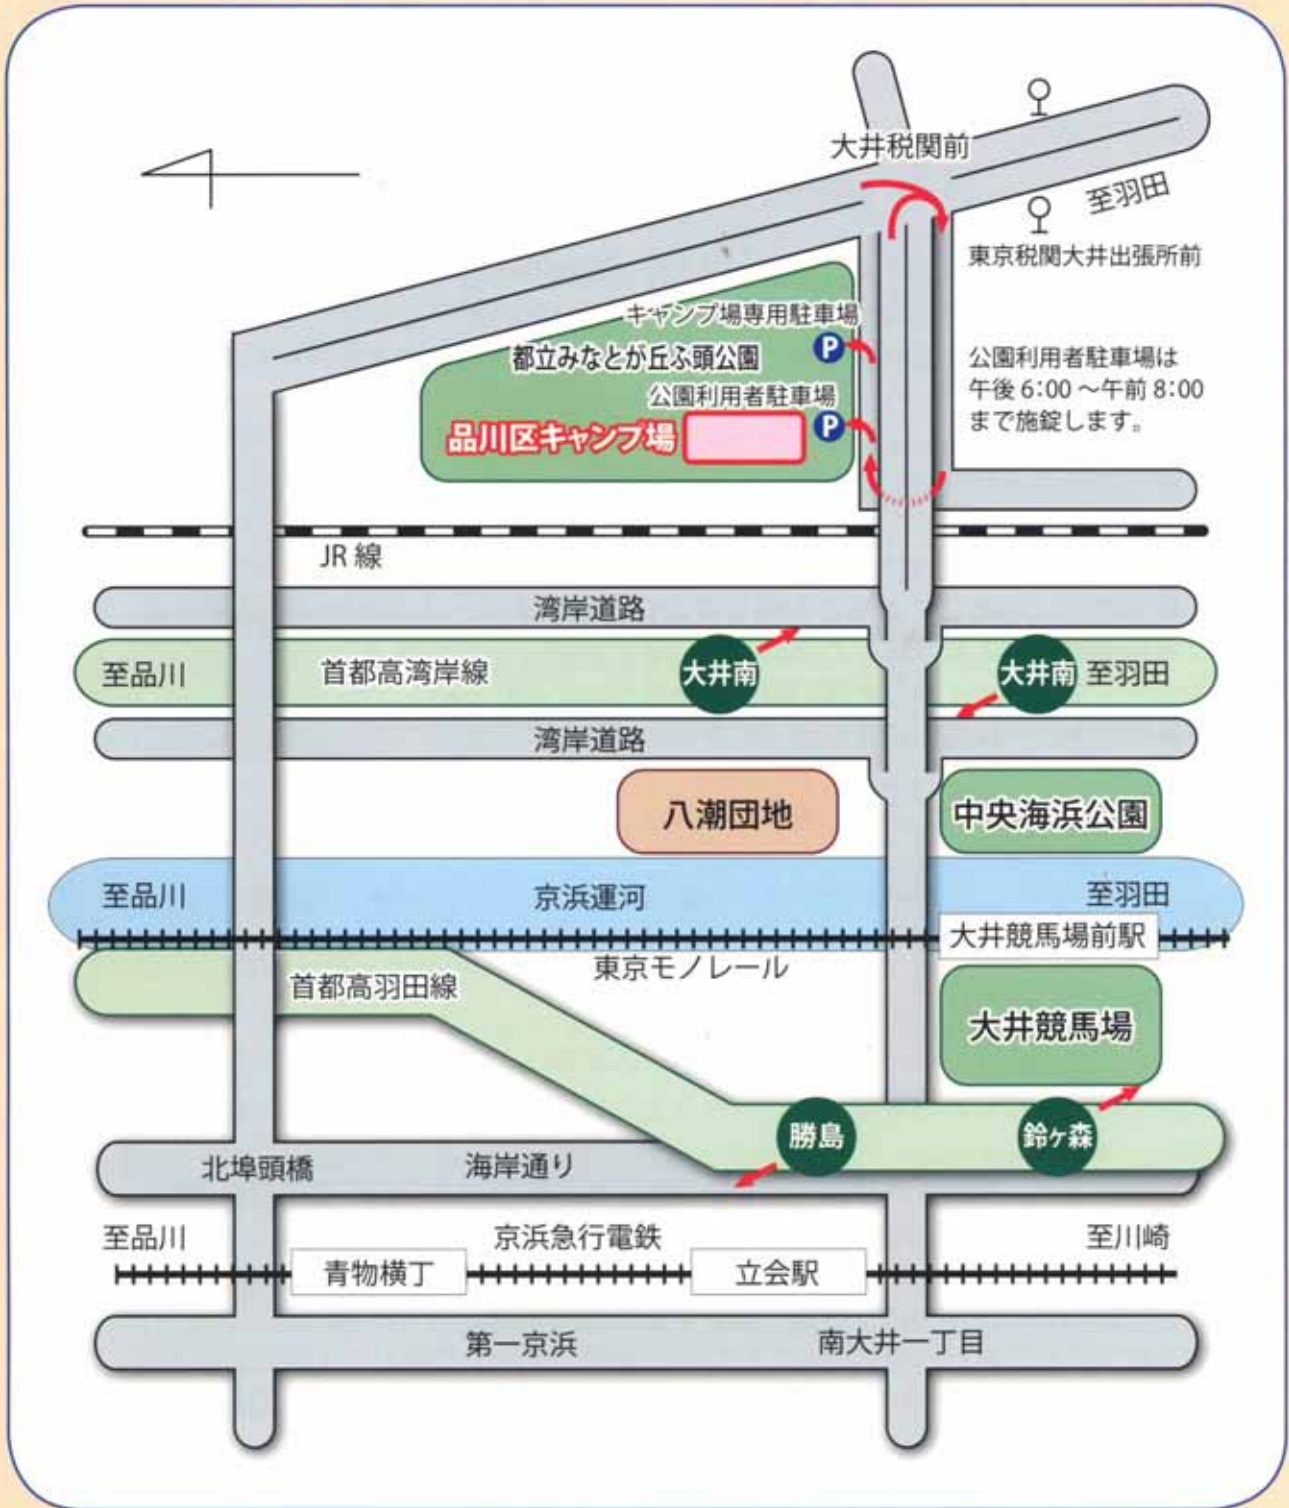 大井税関前
至羽田
東京税関大井出張所前
キャンプ場専用駐車場
P
都立みなとが丘ふ頭公園
公園利用者駐車場は
午後 6:00 ～午前 8:00
まで施錠します。
公園利用者駐車場
P
品川区キャンプ場
JR 線
湾岸道路
至品川
首都高湾岸線
大井南
大井南
至羽田
湾岸道路
八潮団地
中央海浜公園
至品川
京浜運河
至羽田
大井競馬場前駅
東京モノレール
首都高羽田線
大井競馬場
勝島
鈴ヶ森
北埠頭橋
海岸通り
至品川
京浜急行電鉄
至川崎
青物横丁
立会駅
第一京浜
南大井一丁目